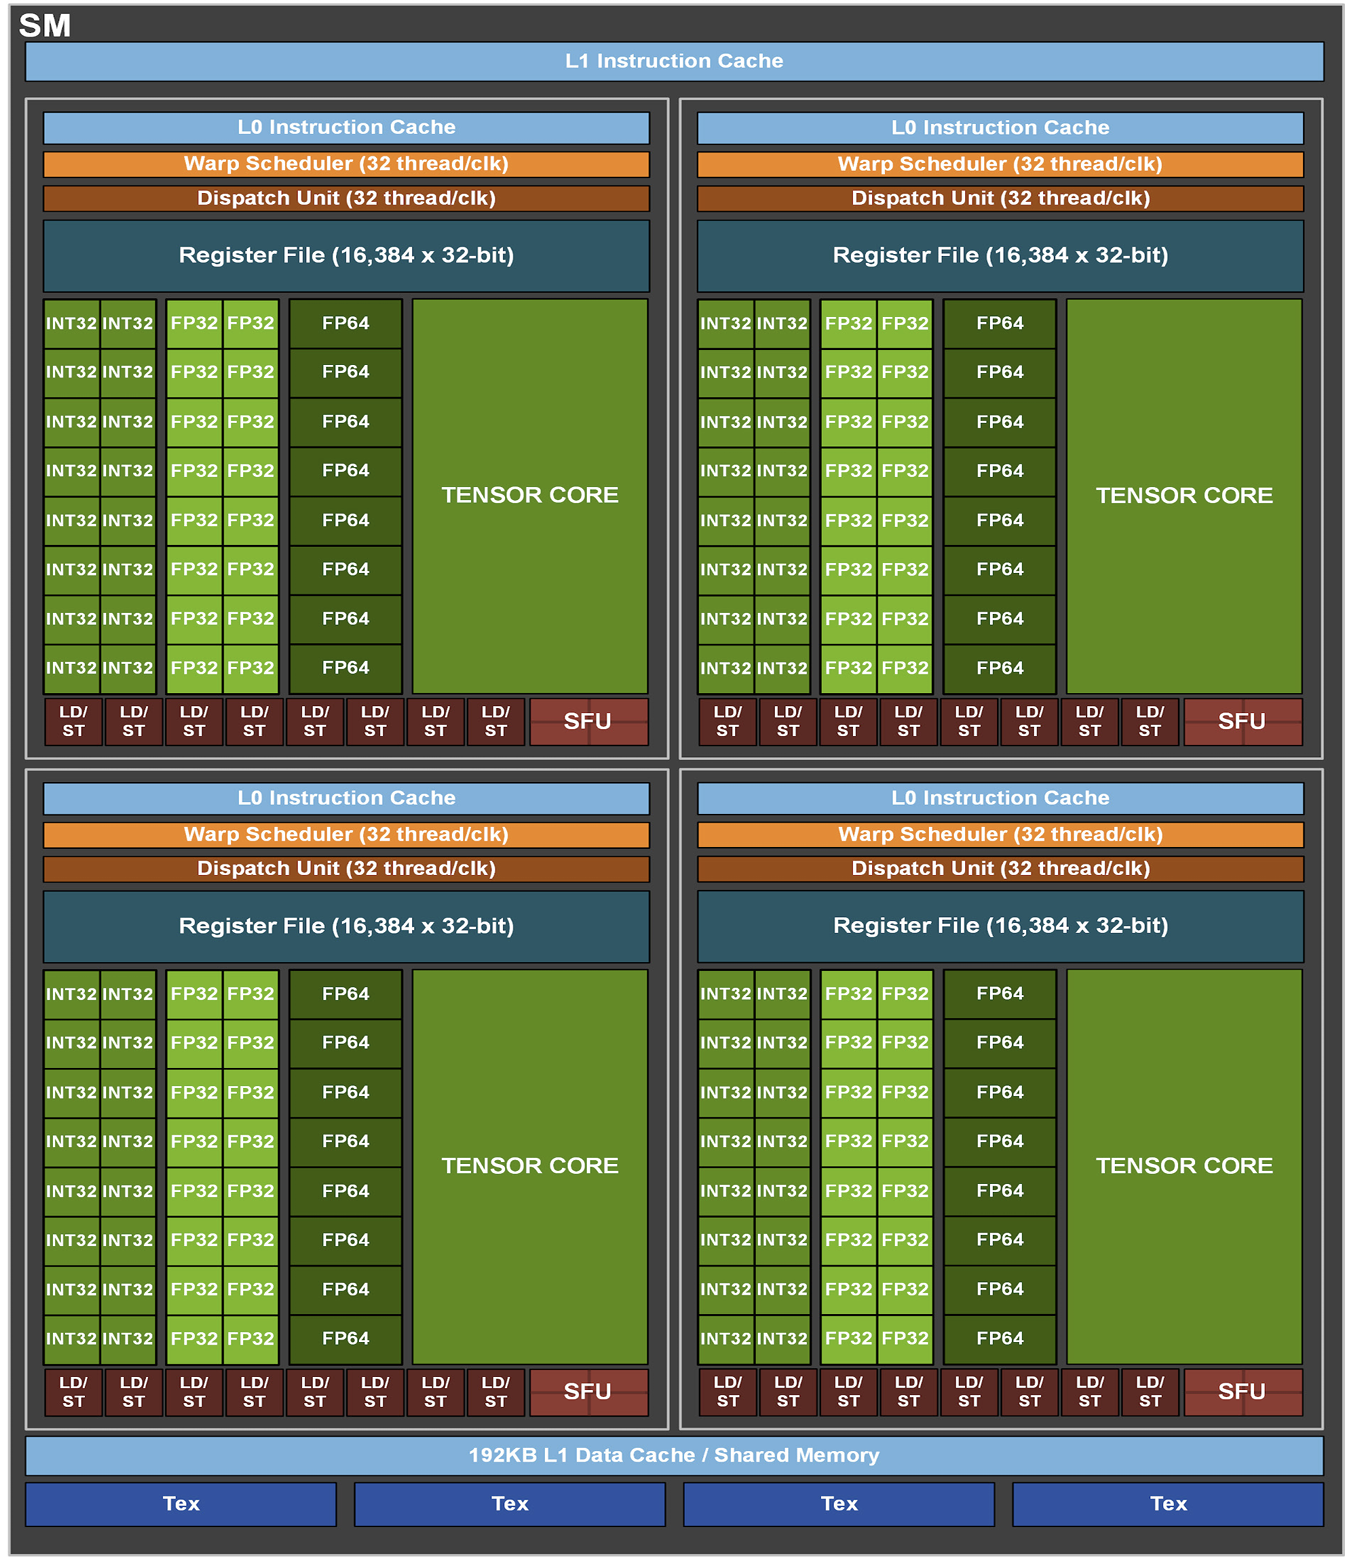 SM
L1 Instruction Cache
L0 Instruction Cache
Warp Scheduler (32 thread/clk)
Dispatch Unit (32 thread/clk)
Register File (16,384 x 32-bit)
INT32 INT32 FP32 FP32 FP64
INT32 INT32 FP32 FP32 FP64
INT32 INT32 FP32 FP32 FP64
INT32 INT32 FP32 FP32 FP64
TENSOR CORE
INT32 INT32 FP32 FP32 FP64
INT32 INT32 FP32 FP32 FP64
INT32 INT32 FP32 FP32 FP64
INT32 INT32 FP32 FP32 FP64
LD/ LD/ LD/ LD/ LD/ LD/ LD/ LD/
ST ST ST ST ST ST ST ST
SFU
L0 Instruction Cache
Warp Scheduler (32 thread/clk)
Dispatch Unit (32 thread/clk)
Register File (16,384 x 32-bit)
INT32 INT32 FP32 FP32 FP64
INT32 INT32 FP32 FP32 FP64
INT32 INT32 FP32 FP32 FP64
INT32 INT32 FP32 FP32 FP64
TENSOR CORE
INT32 INT32 FP32 FP32 FP64
INT32 INT32 FP32 FP32 FP64
INT32 INT32 FP32 FP32 FP64
INT32 INT32 FP32 FP32 FP64
LD/ LD/ LD/ LD/ LD/ LD/ LD/ LD/
ST ST ST ST ST ST ST ST
SFU
L0 Instruction Cache
Warp Scheduler (32 thread/clk)
Dispatch Unit (32 thread/clk)
Register File (16,384 x 32-bit)
INT32 INT32 FP32 FP32 FP64
INT32 INT32 FP32 FP32 FP64
INT32 INT32 FP32 FP32 FP64
INT32 INT32 FP32 FP32 FP64
TENSOR CORE
INT32 INT32 FP32 FP32 FP64
INT32 INT32 FP32 FP32 FP64
INT32 INT32 FP32 FP32 FP64
INT32 INT32 FP32 FP32 FP64
LD/ LD/ LD/ LD/ LD/ LD/ LD/ LD/
ST ST ST ST ST ST ST ST
SFU
L0 Instruction Cache
Warp Scheduler (32 thread/clk)
Dispatch Unit (32 thread/clk)
Register File (16,384 x 32-bit)
INT32 INT32 FP32 FP32 FP64
INT32 INT32 FP32 FP32 FP64
INT32 INT32 FP32 FP32 FP64
INT32 INT32 FP32 FP32 FP64
TENSOR CORE
INT32 INT32 FP32 FP32 FP64
INT32 INT32 FP32 FP32 FP64
INT32 INT32 FP32 FP32 FP64
INT32 INT32 FP32 FP32 FP64
LD/ LD/ LD/ LD/ LD/ LD/ LD/ LD/
ST ST ST ST ST ST ST ST
SFU
192KB L1 Data Cache / Shared Memory
Tex Tex Tex Tex